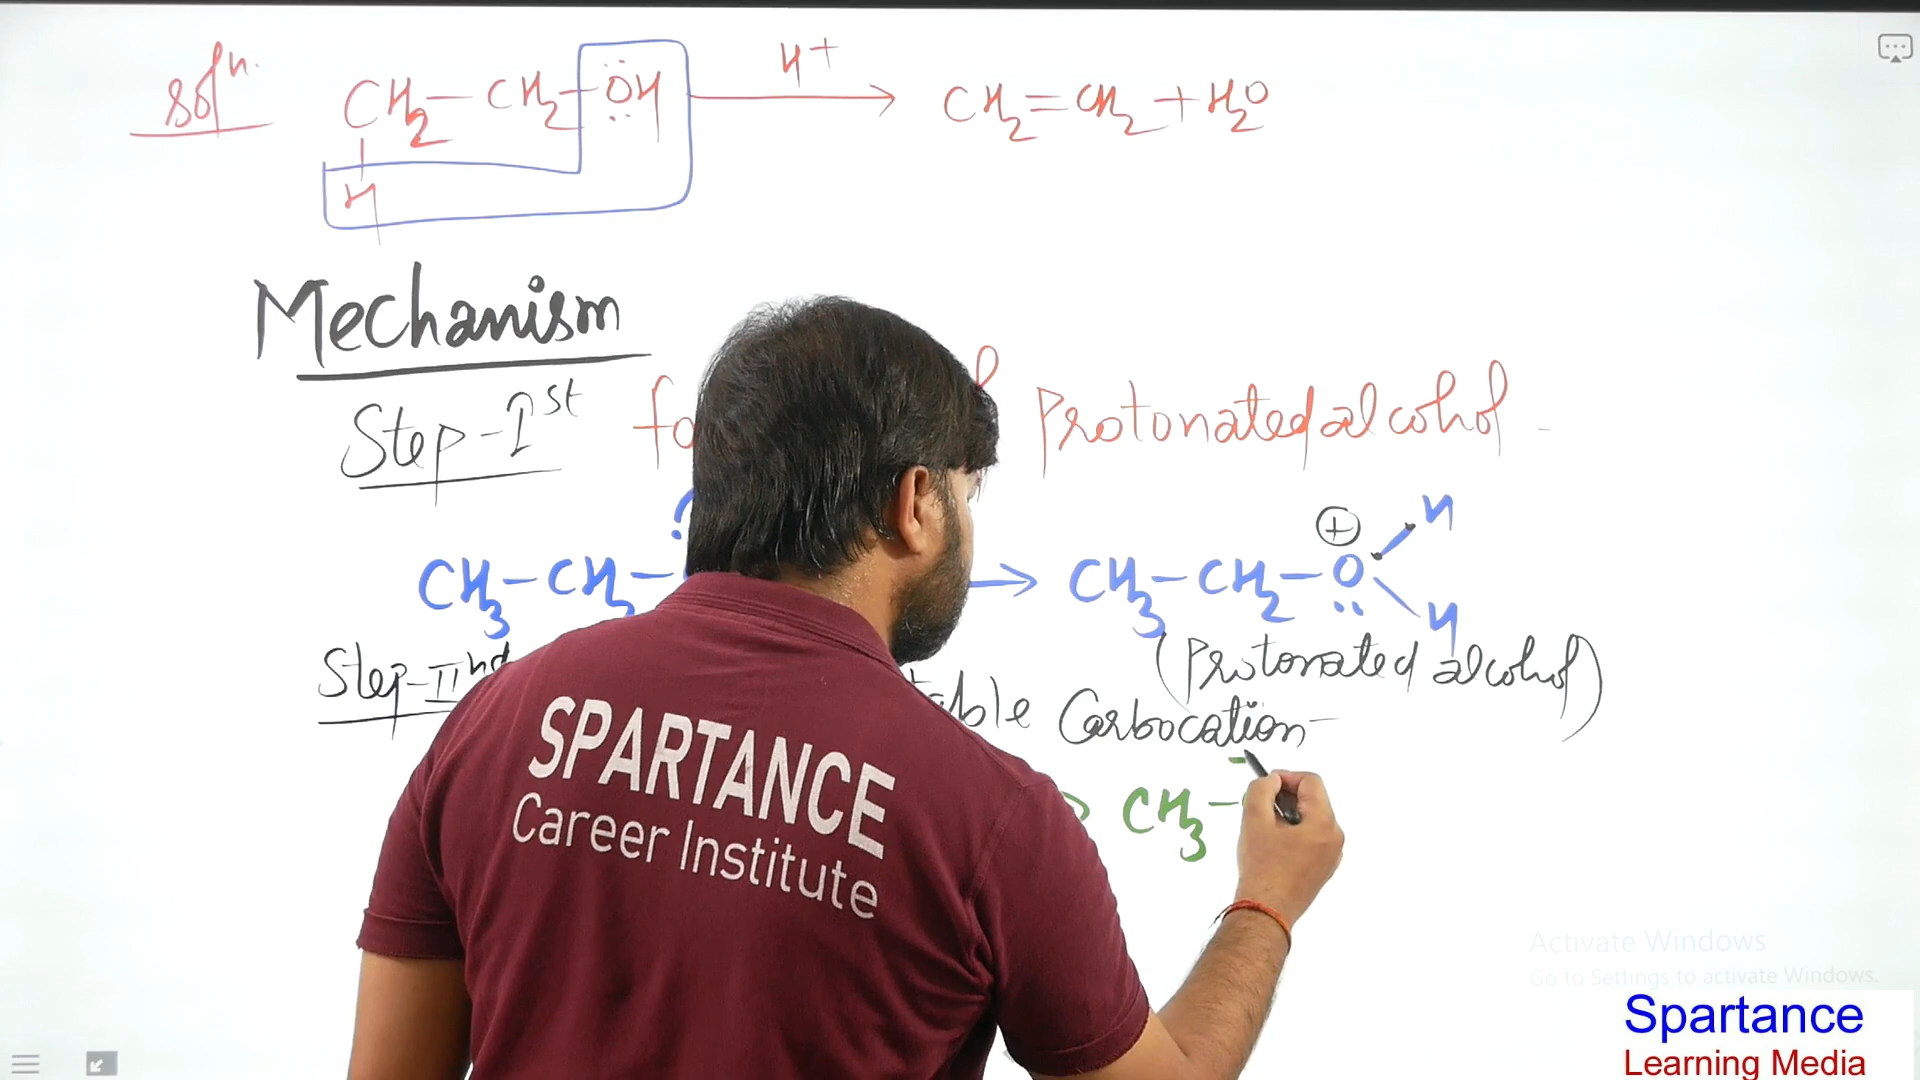 Solⁿ. CH₂-CH₂-ÖH H⁺ → CH₂=CH₂+H₂O
H
Mechanism
Step-Iˢᵗ Protonated alcohol -
CH₃-CH₂- → CH₃-CH₂-O⊕ H
H
(Protonated alcohol)
Step-IIⁿᵈ Carbocation-
CH₃-
SPARTANCE
Career Institute
Activate Windows
Go to Settings to activate Windows.
Spartance
Learning Media